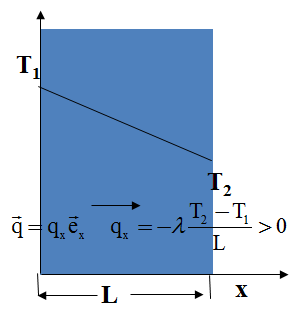 T₁
T₂
q⃗ = qₓe⃗ₓ qₓ = −λ (T₂ − T₁)/L > 0
L x